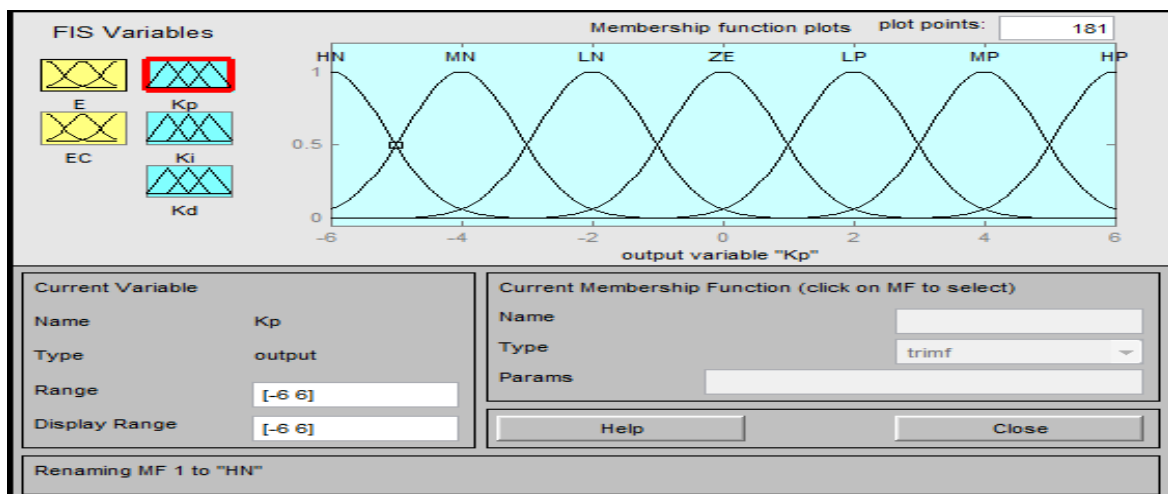 FIS Variables
E
Kp
EC
Ki
Kd
Membership function plots
plot points:
181
HN MN LN ZE LP MP HP
1
0.5
0
-6 -4 -2 0 2 4 6
output variable "Kp"
Current Variable
Name Kp
Type output
Range [-6 6]
Display Range [-6 6]
Current Membership Function (click on MF to select)
Name
Type trimf
Params
Help Close
Renaming MF 1 to "HN"